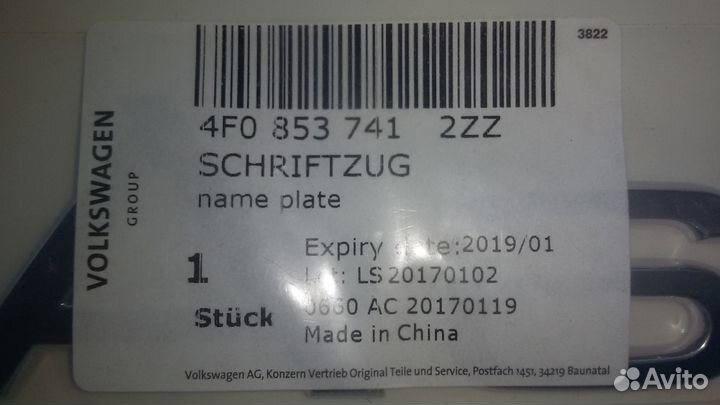 3822
VOLKSWAGEN
GROUP
4F0 853 741 2ZZ
SCHRIFTZUG
name plate
1
Stück
Expiry date:2019/01
LS 20170102
AC 20170119
Made in China
Volkswagen AG, Konzern Vertrieb Original Teile und Service, Postfach 1451, 34219 Baunatal
Avito